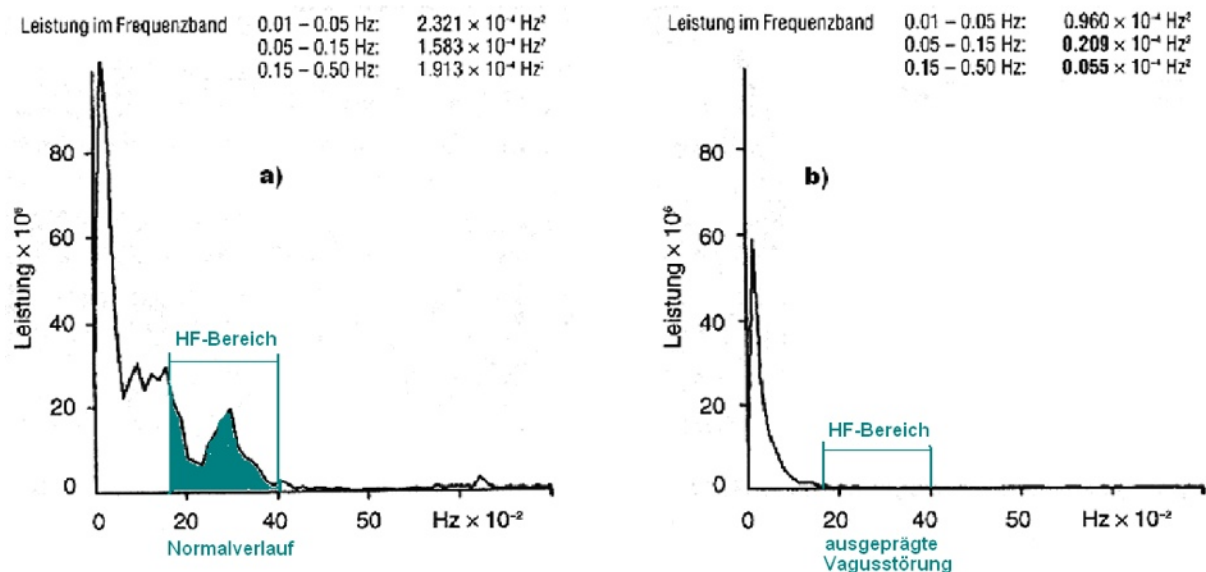 Leistung im Frequenzband 0.01 – 0.05 Hz: 2.321 × 10⁻⁴ Hz²
0.05 – 0.15 Hz: 1.583 × 10⁻⁴ Hz²
0.15 – 0.50 Hz: 1.913 × 10⁻⁴ Hz²
a)
Leistung × 10⁶
80
60
40
20
0
HF-Bereich
0 20 40 50 Hz × 10⁻²
Normalverlauf
Leistung im Frequenzband 0.01 – 0.05 Hz: 0.960 × 10⁻⁴ Hz²
0.05 – 0.15 Hz: 0.209 × 10⁻⁴ Hz²
0.15 – 0.50 Hz: 0.055 × 10⁻⁴ Hz²
b)
Leistung × 10⁶
80
60
40
20
0
HF-Bereich
0 20 40 50 Hz × 10⁻²
ausgeprägte
Vagusstörung